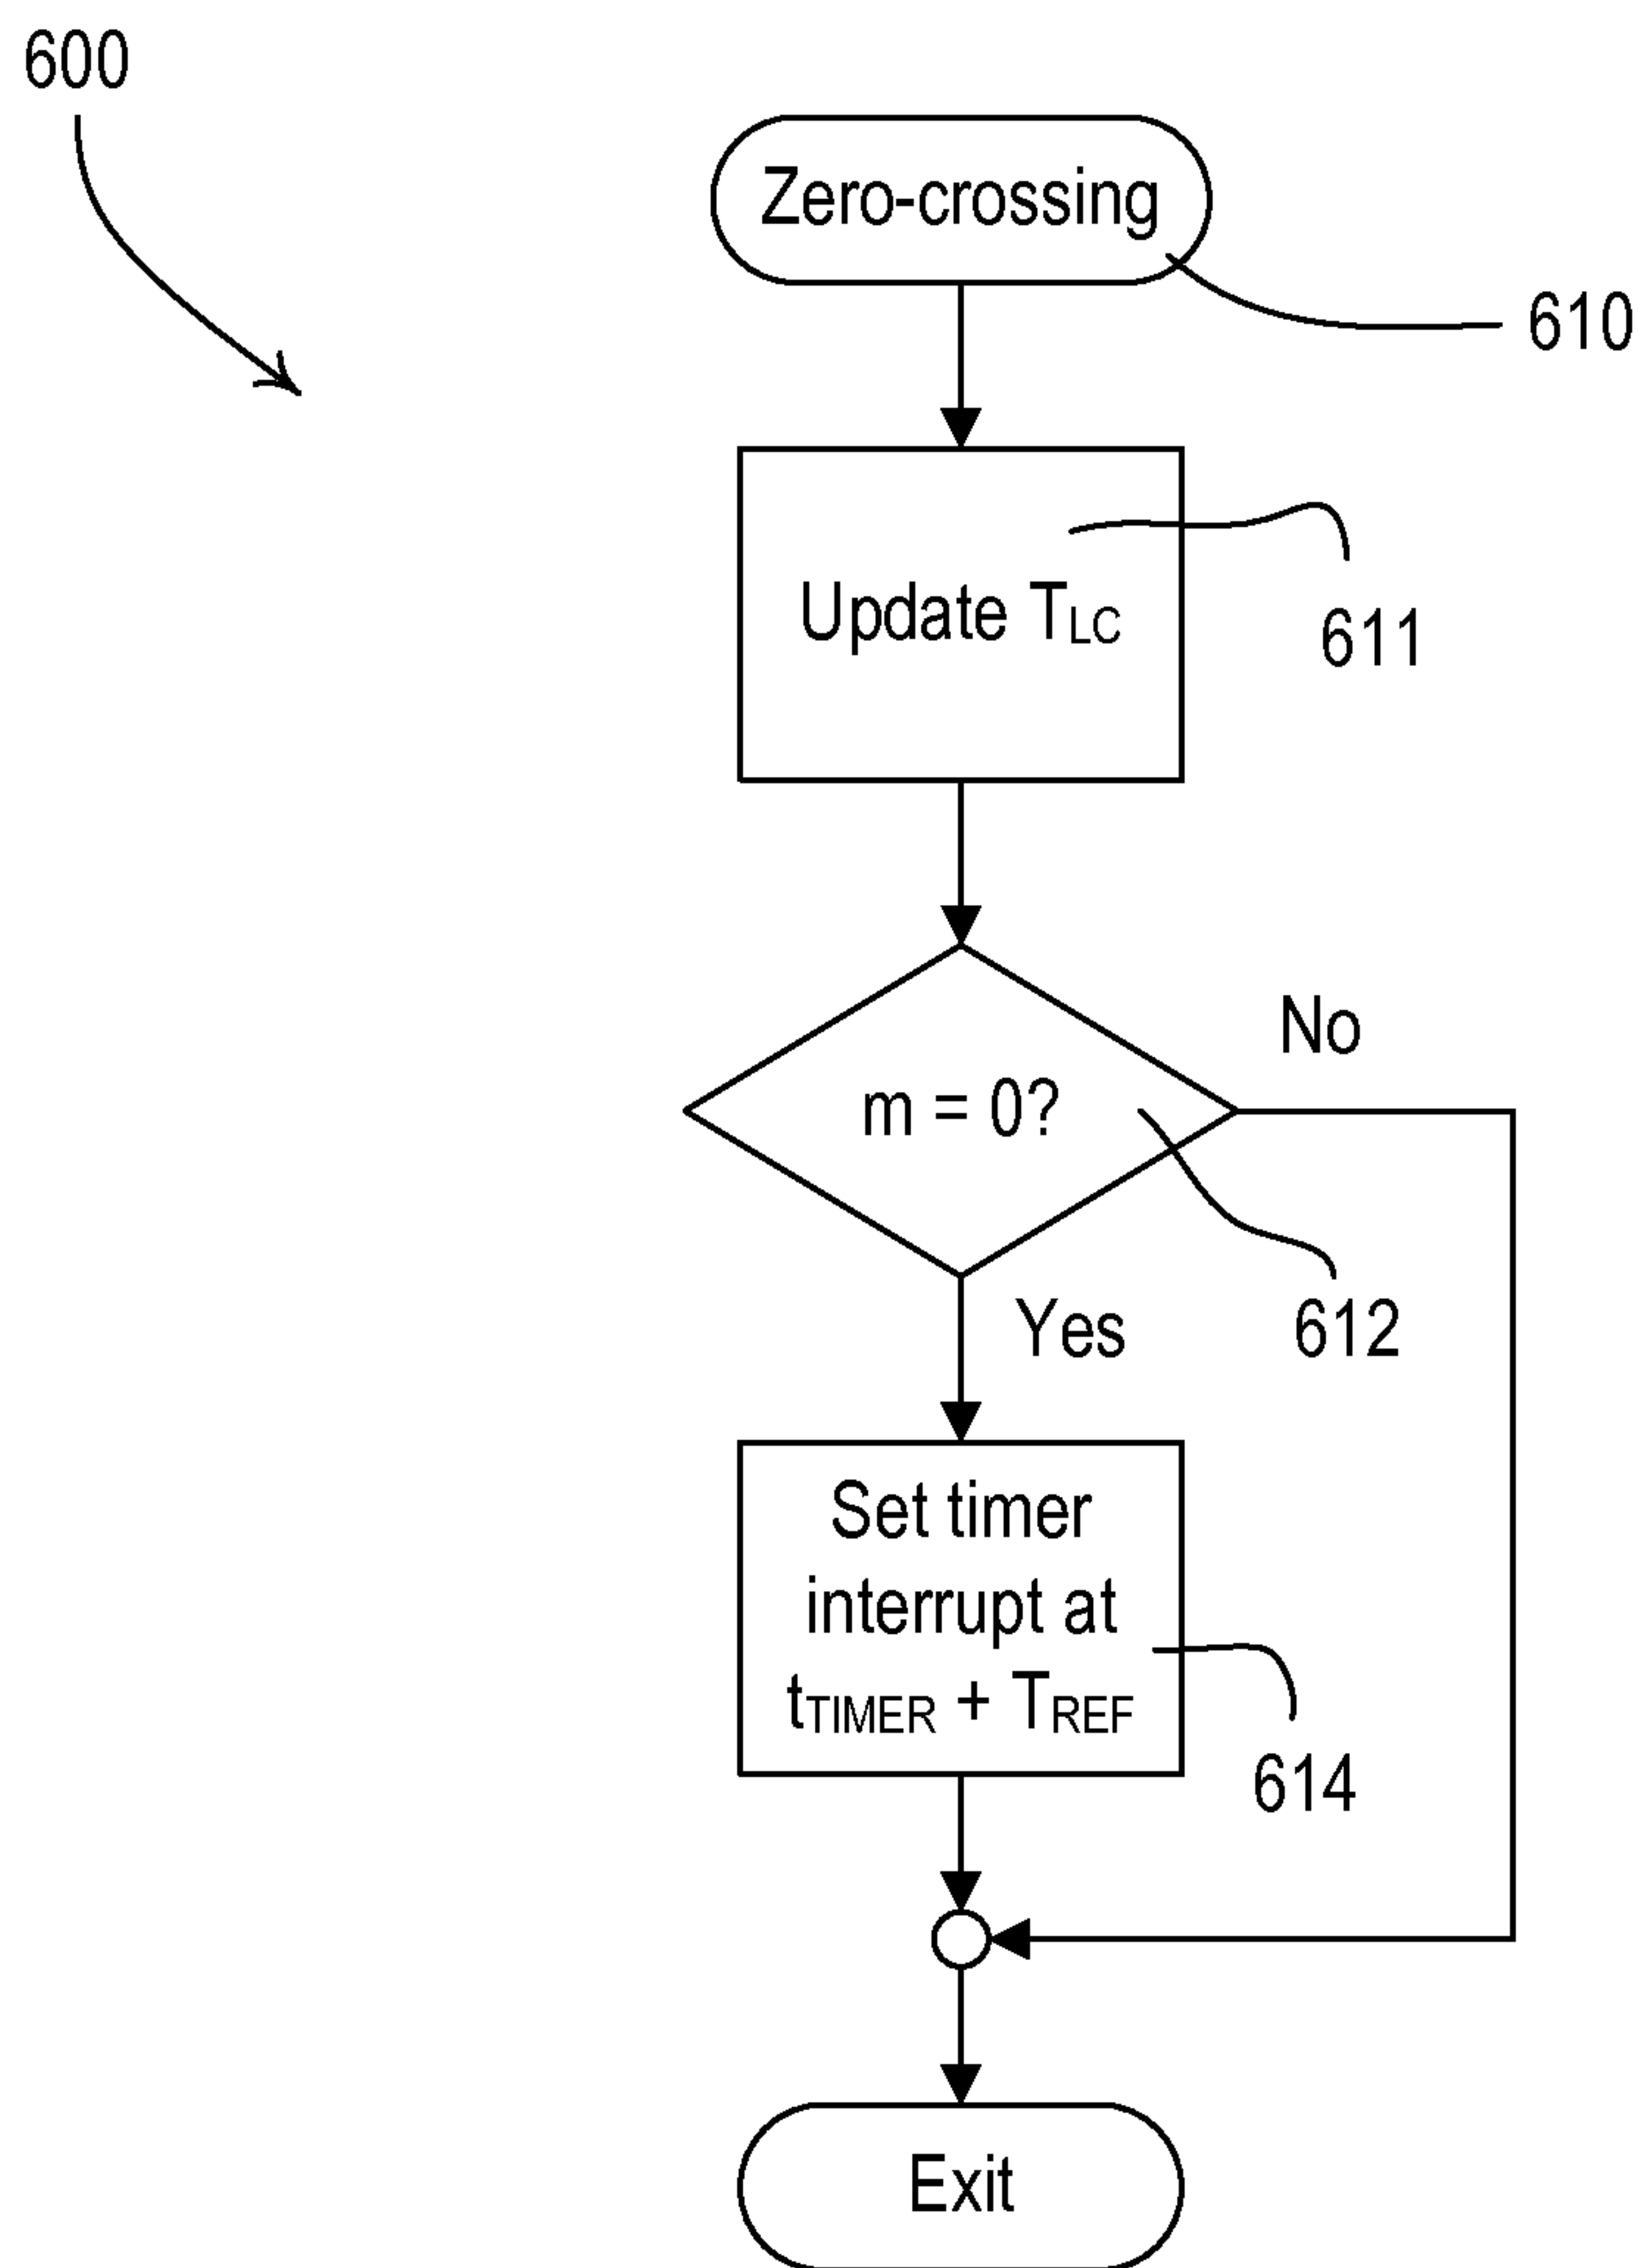 600
Zero-crossing
610
Update TLC
611
No
m = 0?
Yes
612
Set timer
interrupt at
tTIMER + TREF
614
Exit